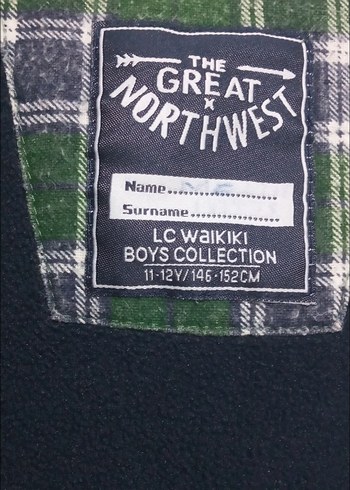 THE
GREAT
x
NORTHWEST
Name....................
Surname................
LC WAIKIKI
BOYS COLLECTION
11-12Y/146-152CM